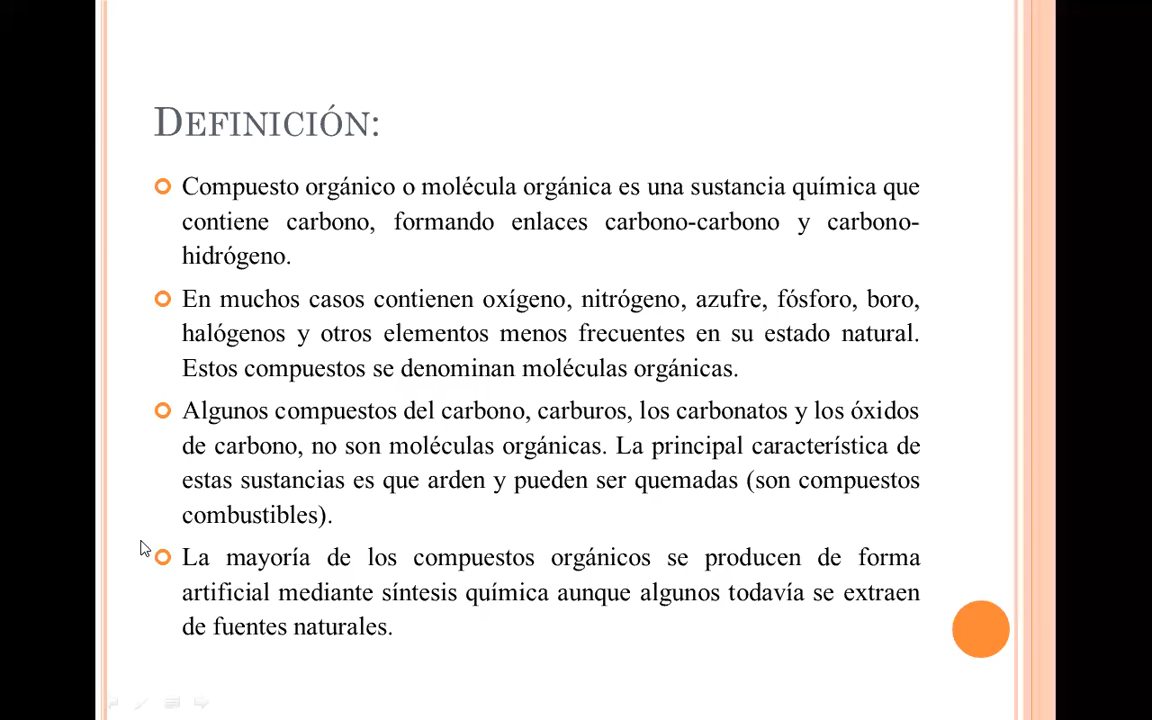 DEFINICIÓN:
Compuesto orgánico o molécula orgánica es una sustancia química que
contiene carbono, formando enlaces carbono-carbono y carbono-
hidrógeno.
En muchos casos contienen oxígeno, nitrógeno, azufre, fósforo, boro,
halógenos y otros elementos menos frecuentes en su estado natural.
Estos compuestos se denominan moléculas orgánicas.
Algunos compuestos del carbono, carburos, los carbonatos y los óxidos
de carbono, no son moléculas orgánicas. La principal característica de
estas sustancias es que arden y pueden ser quemadas (son compuestos
combustibles).
La mayoría de los compuestos orgánicos se producen de forma
artificial mediante síntesis química aunque algunos todavía se extraen
de fuentes naturales.